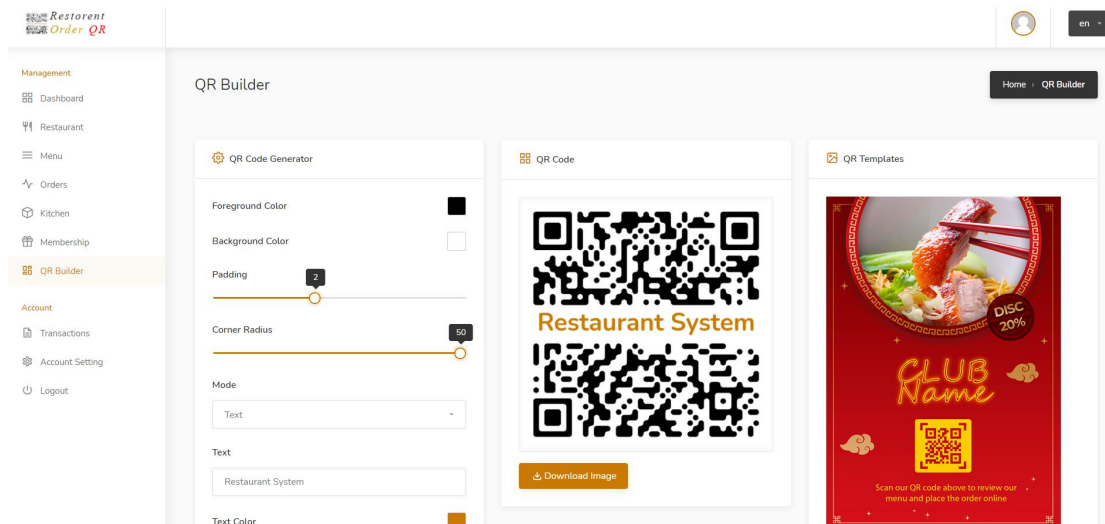 Restorent
Order QR
en
Management
Dashboard
Restaurant
Menu
Orders
Kitchen
Membership
QR Builder
Account
Transactions
Account Setting
Logout
QR Builder
Home › QR Builder
QR Code Generator
Foreground Color
Background Color
Padding
2
Corner Radius
50
Mode
Text
Text
Restaurant System
Text Color
QR Code
Restaurant System
Download Image
QR Templates
DISC
20%
CLUB
Name
Scan our QR code above to review our
menu and place the order online